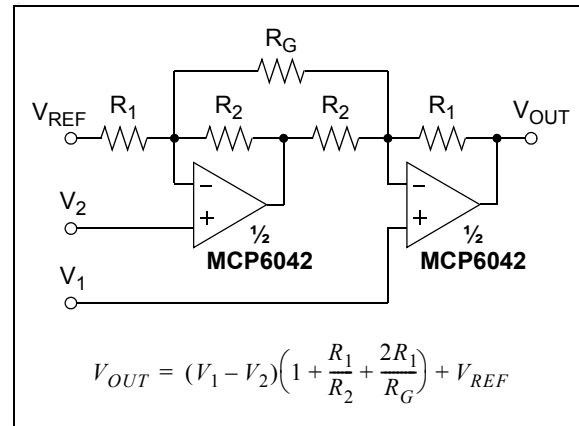 R_G
V_REF R_1 R_2 R_2 R_1 V_OUT
− −
V_2 + +
½ ½
MCP6042 MCP6042
V_1
V_OUT = (V_1 – V_2)(1 + R_1/R_2 + 2R_1/R_G) + V_REF